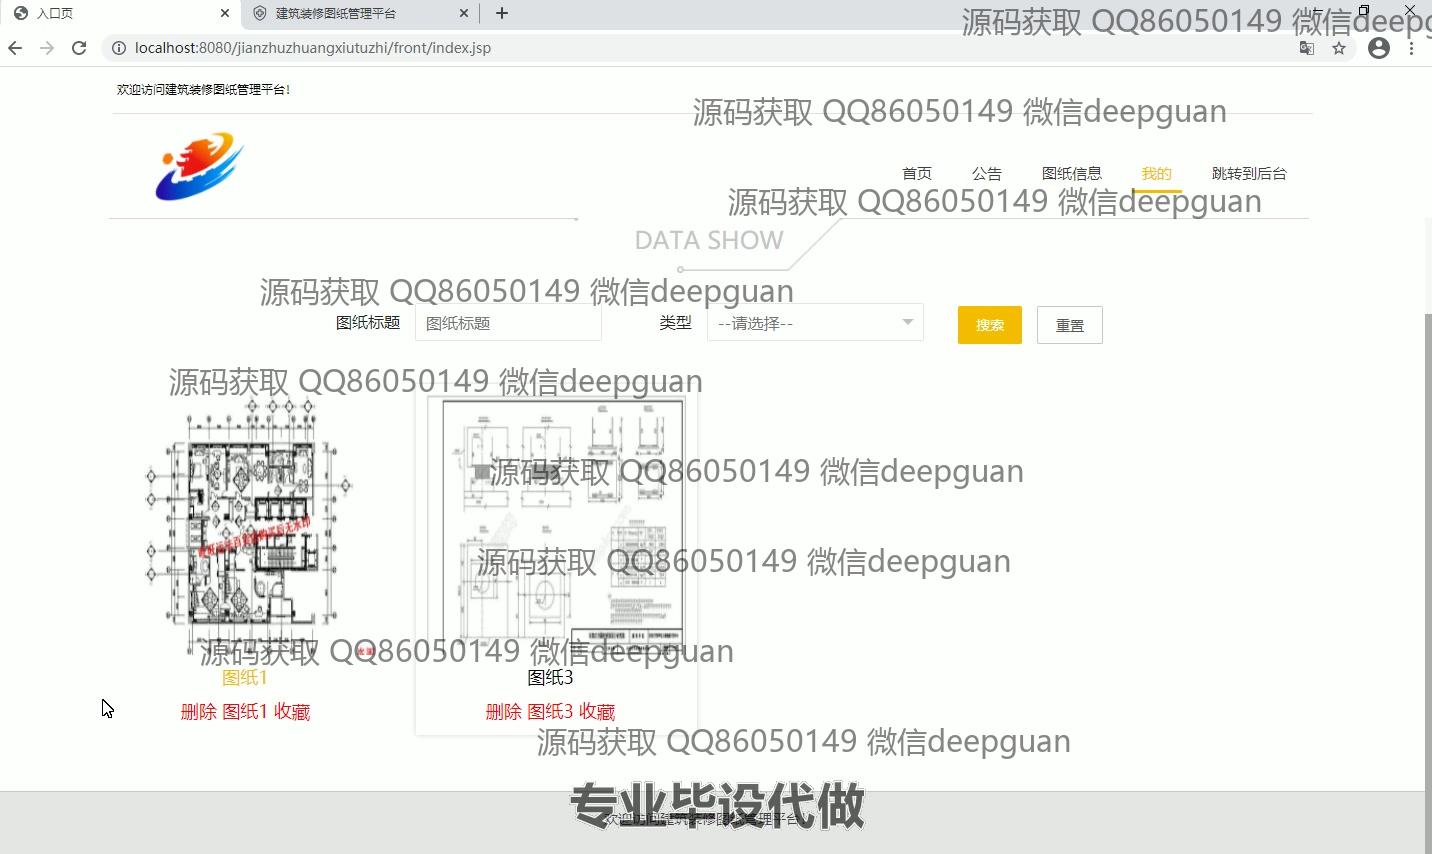 入口页
建筑装修图纸管理平台
源码获取 QQ86050149 微信deepg
localhost:8080/jianzhuzhuangxiutuzhi/front/index.jsp
欢迎访问建筑装修图纸管理平台!
源码获取 QQ86050149 微信deepguan
首页 公告 图纸信息 我的 跳转到后台
源码获取 QQ86050149 微信deepguan
DATA SHOW
源码获取 QQ86050149 微信deepguan
图纸标题 图纸标题 类型 --请选择-- 搜索 重置
源码获取 QQ86050149 微信deepguan
源码获取 QQ86050149 微信deepguan
源码获取 QQ86050149 微信deepguan
源码获取 QQ86050149 微信deepguan
图纸1 图纸3
删除 图纸1 收藏 删除 图纸3 收藏
源码获取 QQ86050149 微信deepguan
专业毕设代做
欢迎访问建筑装修图纸管理平台